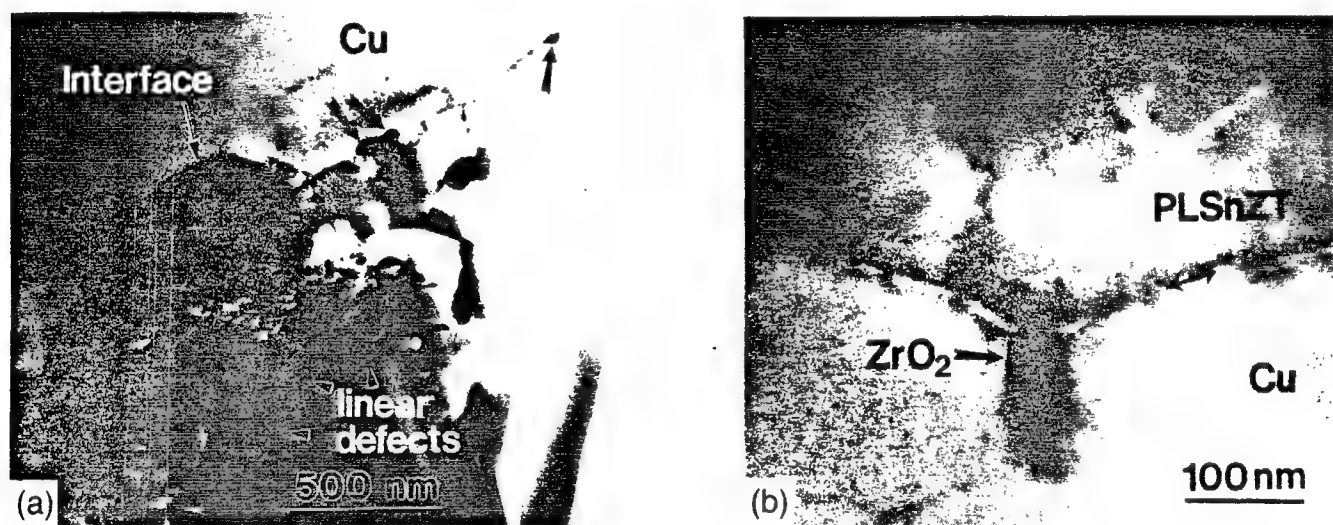 Cu
Interface
linear
defects
500 nm
(a)
PLSnZT
ZrO₂
Cu
100 nm
(b)